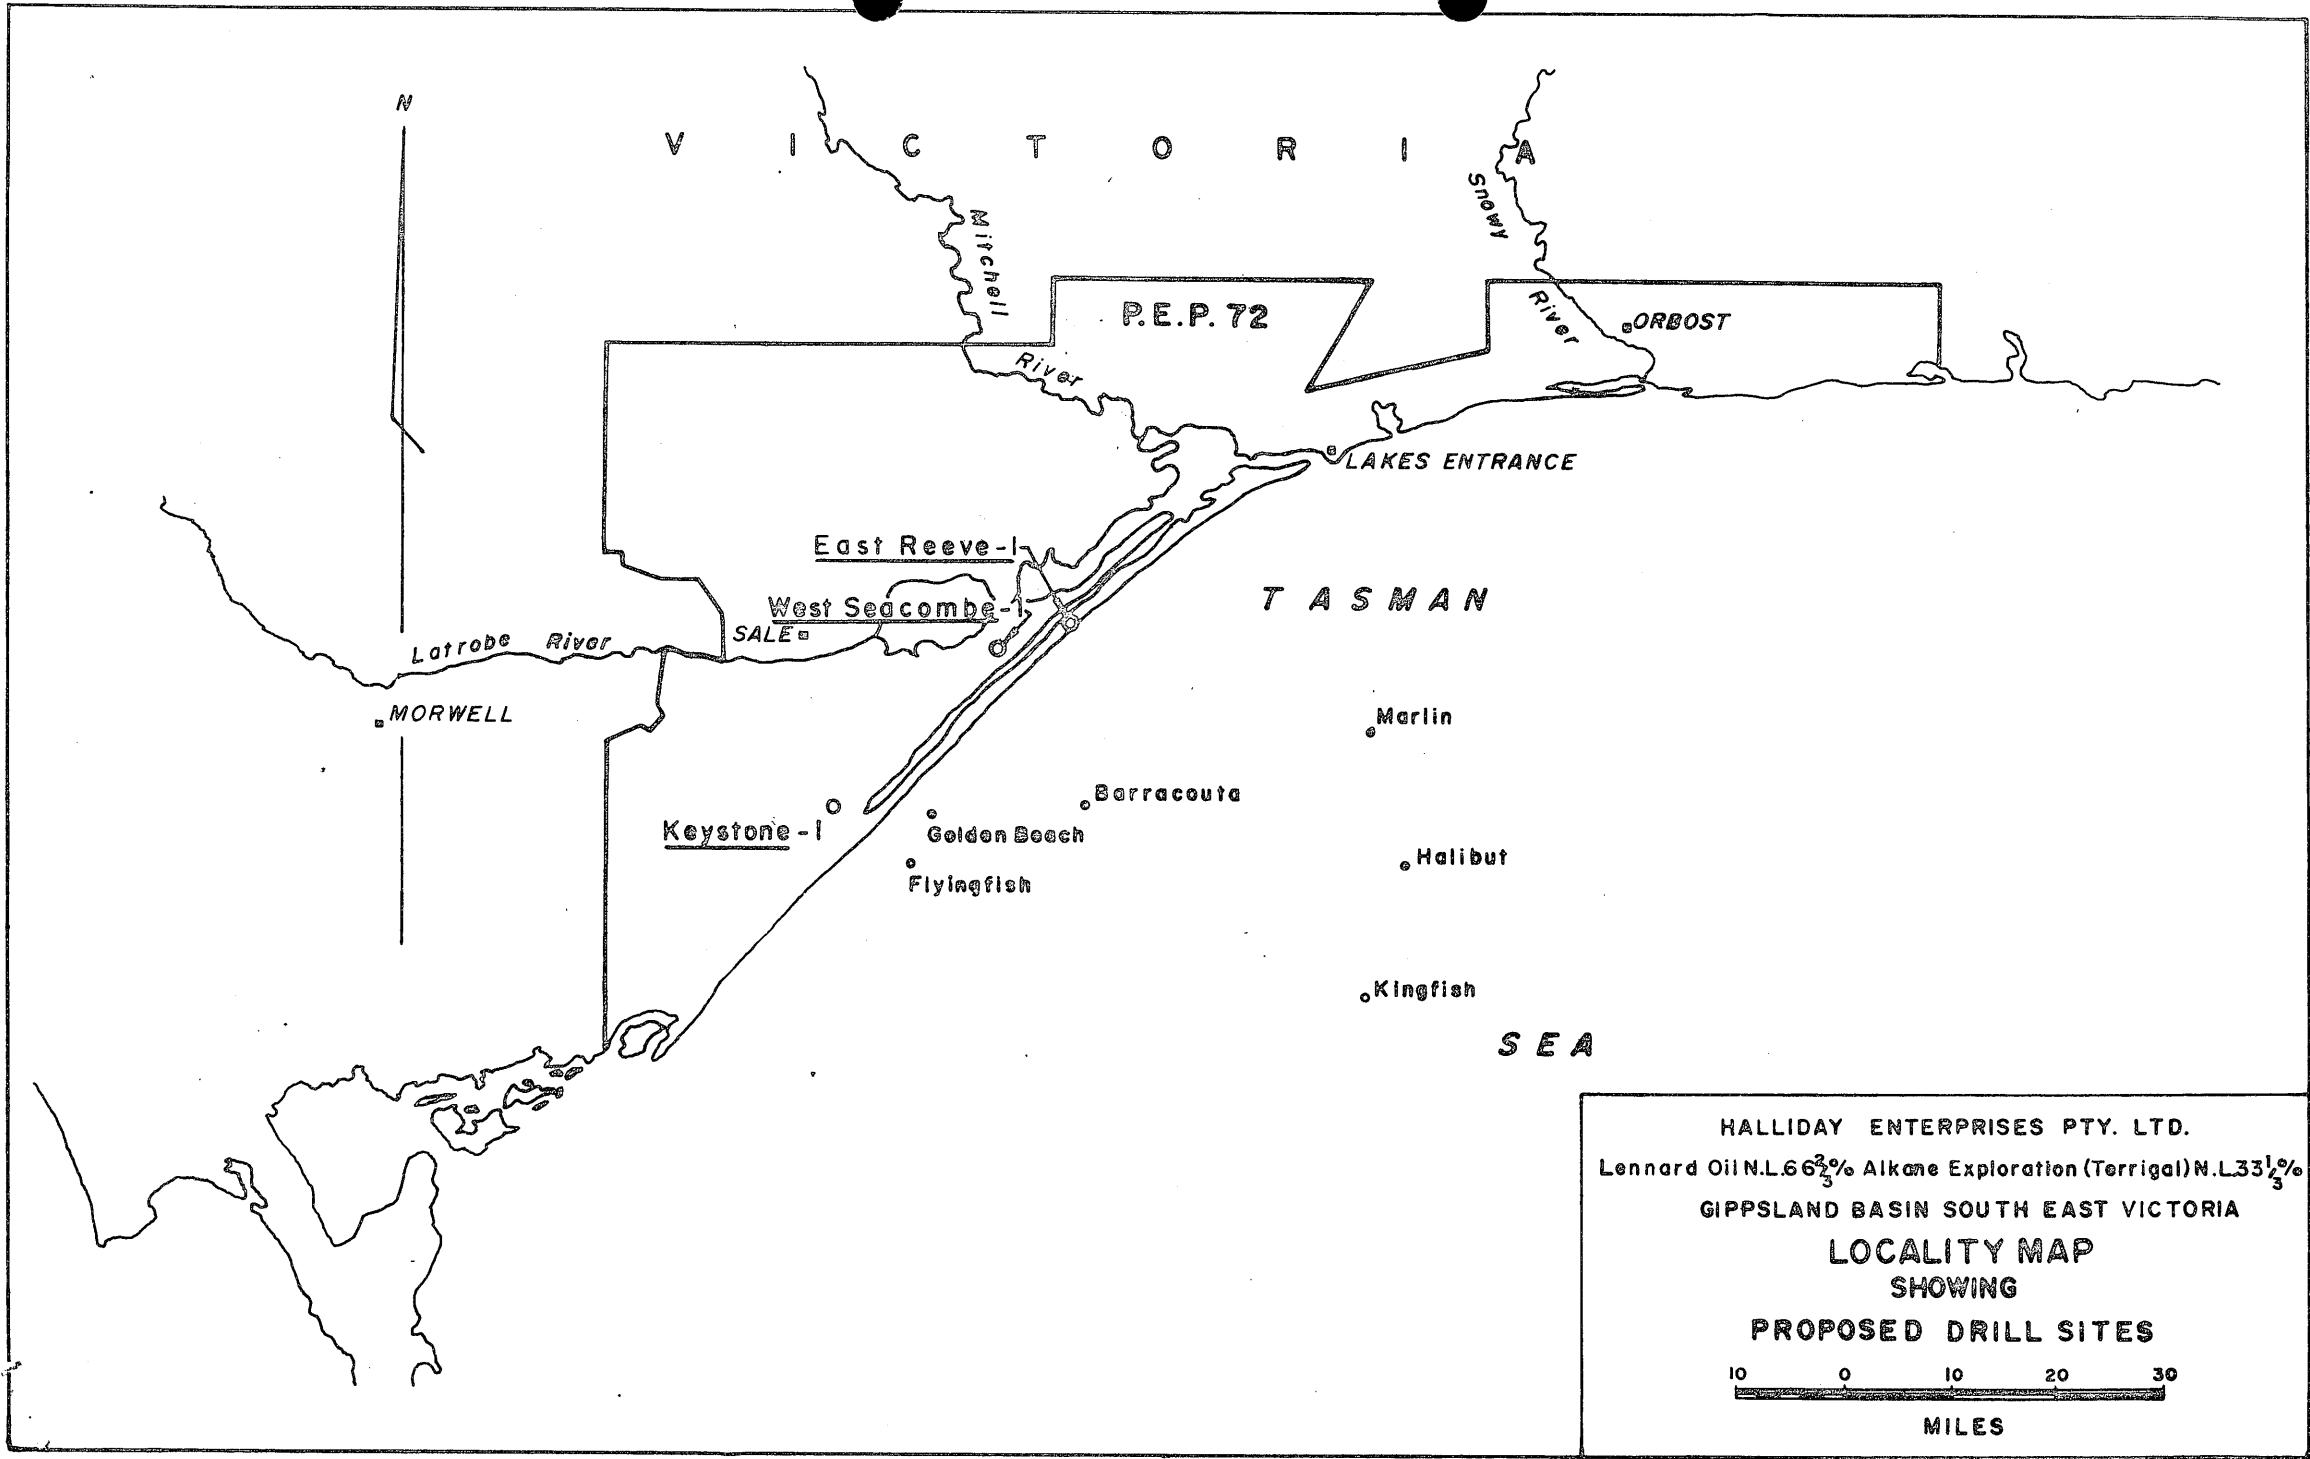 N
V I C T O R I A
Snowy
Mitchell
P.E.P. 72
River
ORBOST
River
LAKES ENTRANCE
East Reeve-1
T A S M A N
West Seacombe-1
SALE
Latrobe River
MORWELL
Marlin
Barracouta
Keystone-1
Golden Beach
Halibut
Flyingfish
Kingfish
S E A
HALLIDAY ENTERPRISES PTY. LTD.
Lennard Oil N.L.66⅔% Alkane Exploration (Terrigal) N.L.33⅓%
GIPPSLAND BASIN SOUTH EAST VICTORIA
LOCALITY MAP
SHOWING
PROPOSED DRILL SITES
10 0 10 20 30
MILES